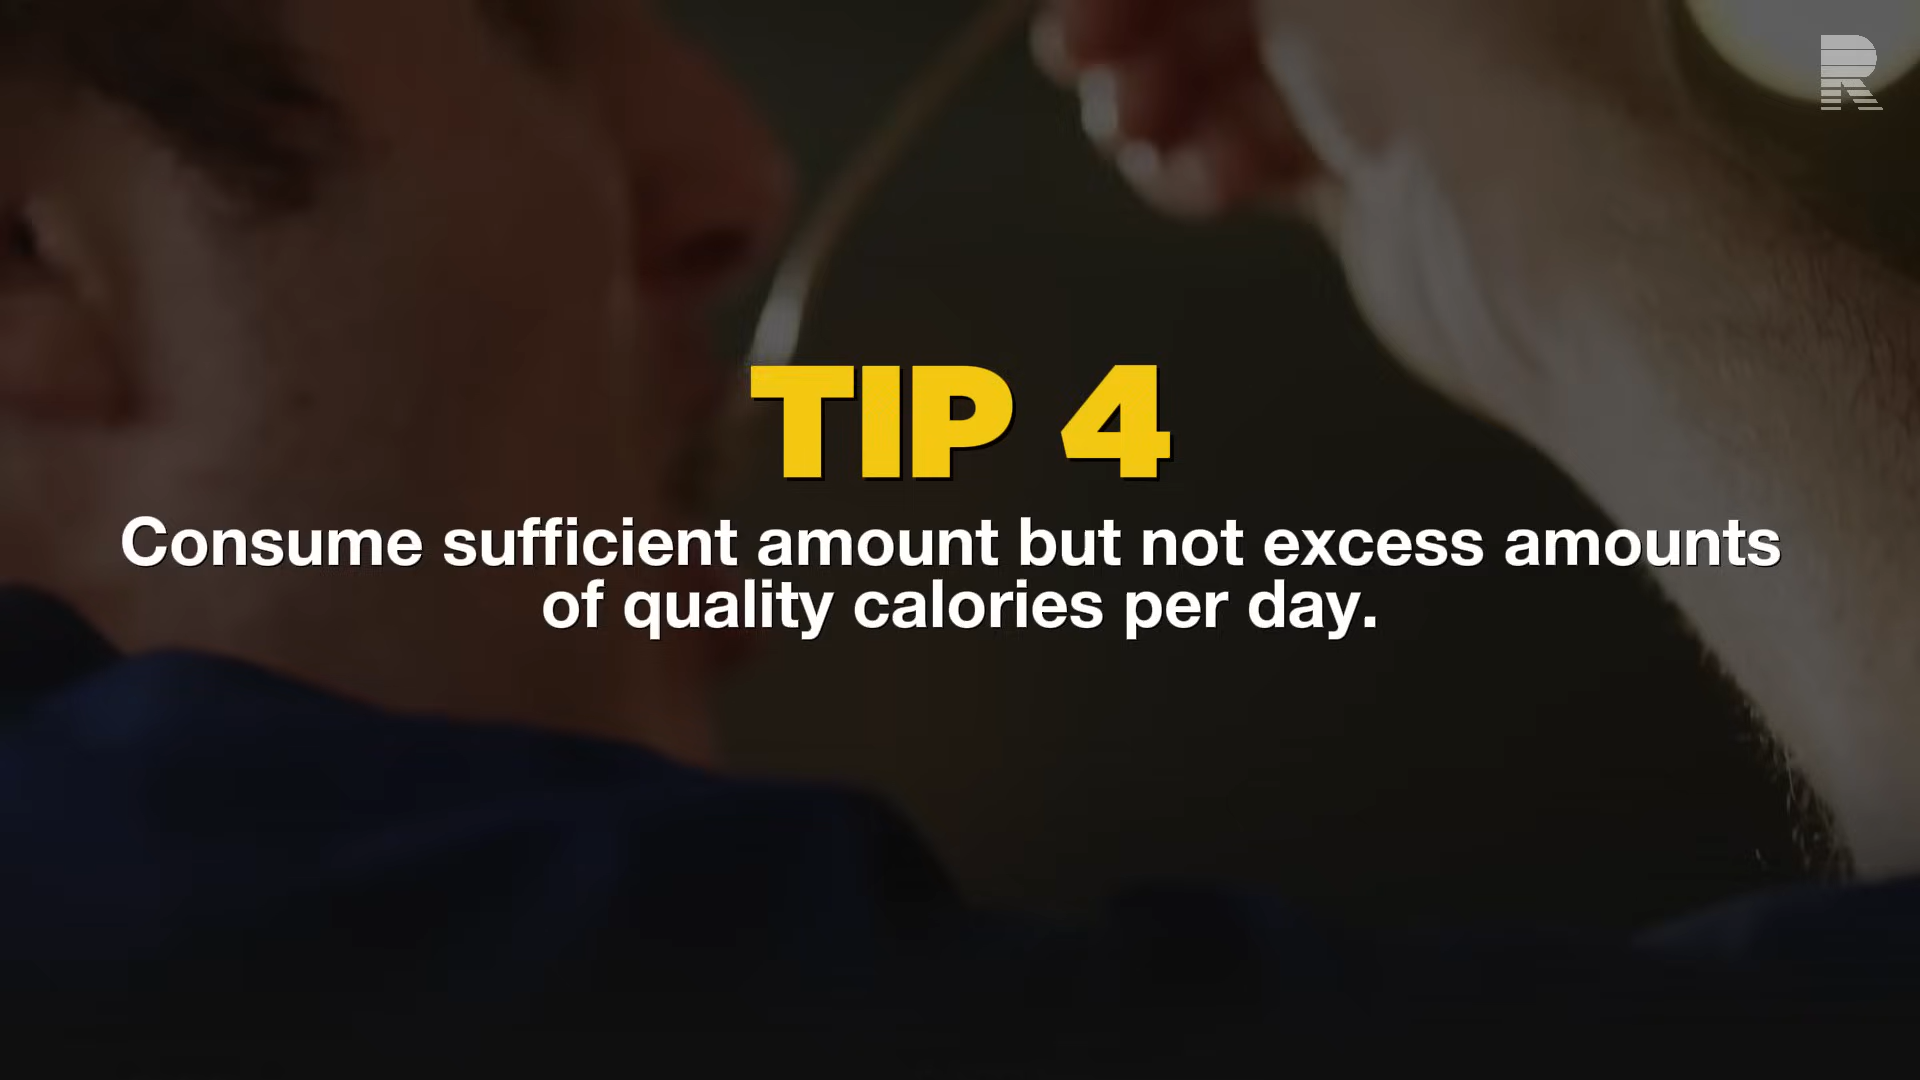 TIP 4
Consume sufficient amount but not excess amounts
of quality calories per day.
R